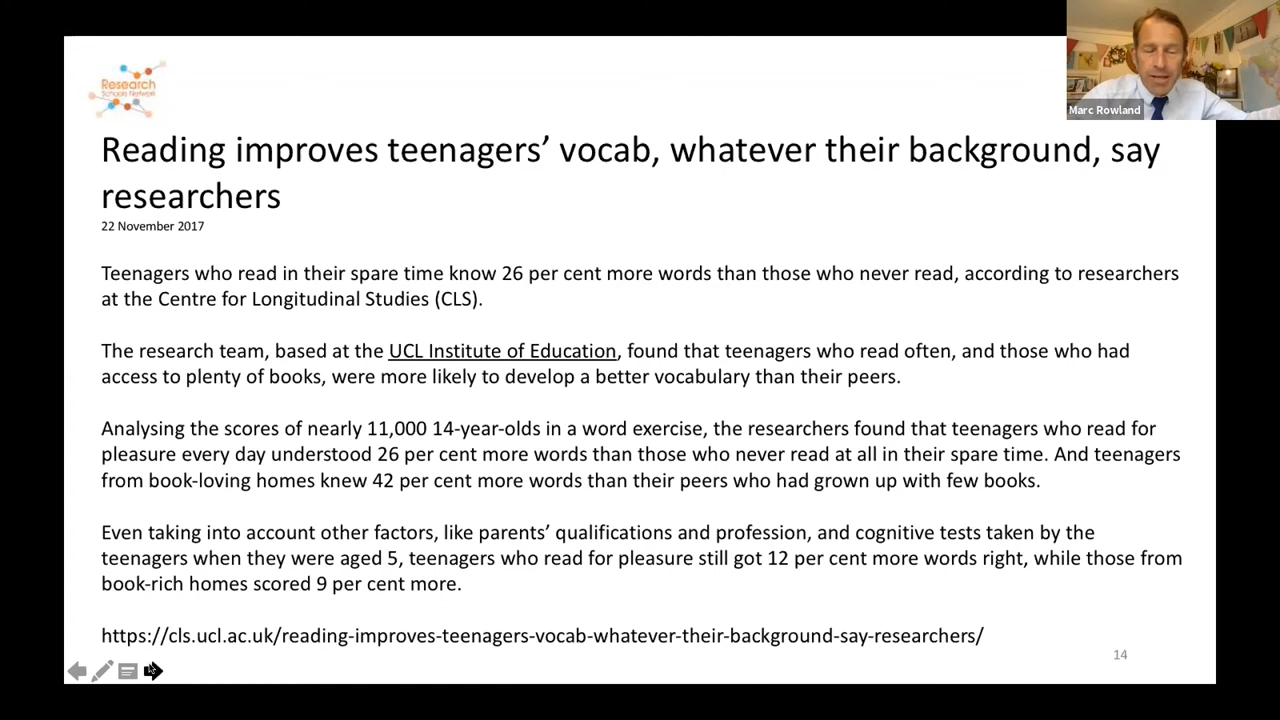 Research
Schools Network
Marc Rowland
Reading improves teenagers’ vocab, whatever their background, say
researchers
22 November 2017
Teenagers who read in their spare time know 26 per cent more words than those who never read, according to researchers
at the Centre for Longitudinal Studies (CLS).
The research team, based at the UCL Institute of Education, found that teenagers who read often, and those who had
access to plenty of books, were more likely to develop a better vocabulary than their peers.
Analysing the scores of nearly 11,000 14-year-olds in a word exercise, the researchers found that teenagers who read for
pleasure every day understood 26 per cent more words than those who never read at all in their spare time. And teenagers
from book-loving homes knew 42 per cent more words than their peers who had grown up with few books.
Even taking into account other factors, like parents’ qualifications and profession, and cognitive tests taken by the
teenagers when they were aged 5, teenagers who read for pleasure still got 12 per cent more words right, while those from
book-rich homes scored 9 per cent more.
https://cls.ucl.ac.uk/reading-improves-teenagers-vocab-whatever-their-background-say-researchers/
14